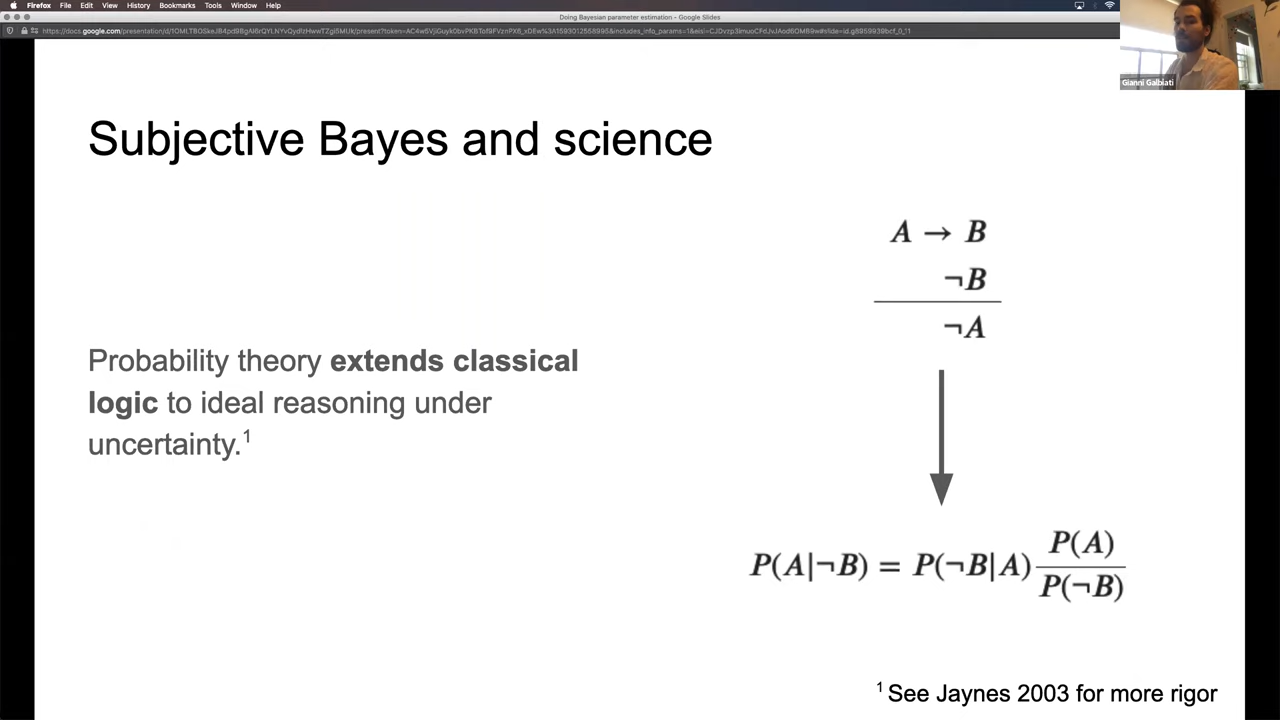 Firefox File Edit View History Bookmarks Tools Window Help
Doing Bayesian parameter estimation - Google Slides
Gianni Galbiati
Subjective Bayes and science
A → B
¬B
¬A
Probability theory extends classical
logic to ideal reasoning under
uncertainty.¹
P(A|¬B) = P(¬B|A) P(A) / P(¬B)
¹ See Jaynes 2003 for more rigor